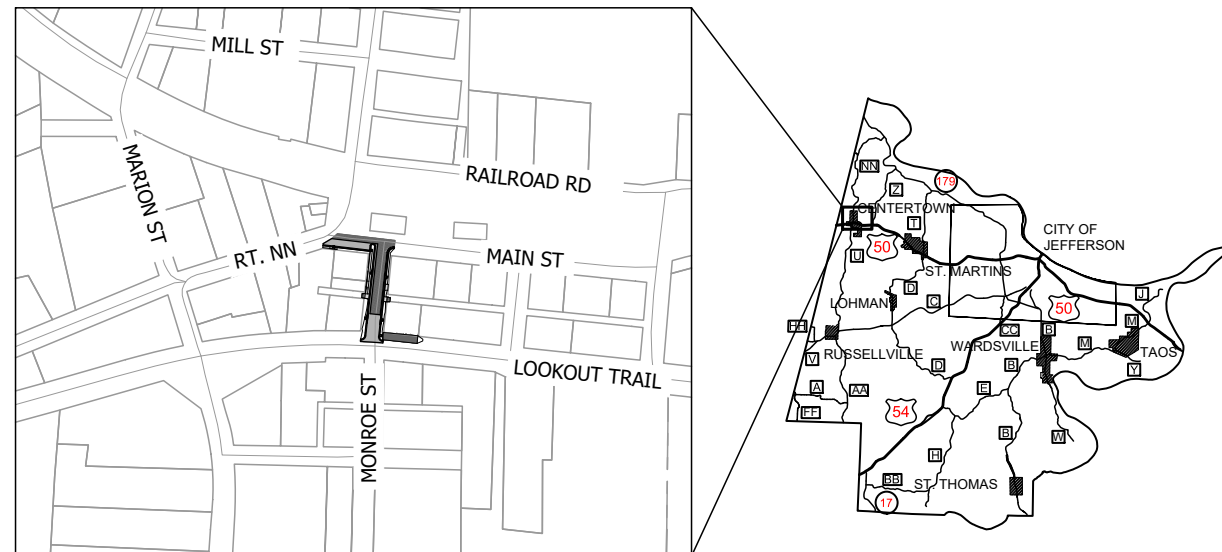 MILL ST
MARION ST
RAILROAD RD
RT. NN
MAIN ST
LOOKOUT TRAIL
MONROE ST
NN
Z
179
CENTERTOWN
T
CITY OF
JEFFERSON
50
U
ST. MARTINS
D
J
LOHMAN
C
50
HH
M
CC
B
RUSSELLVILLE
WARDSVILLE
M
TAOS
V
D
B
Y
A
AA
E
FF
54
B
W
H
BB
ST. THOMAS
17